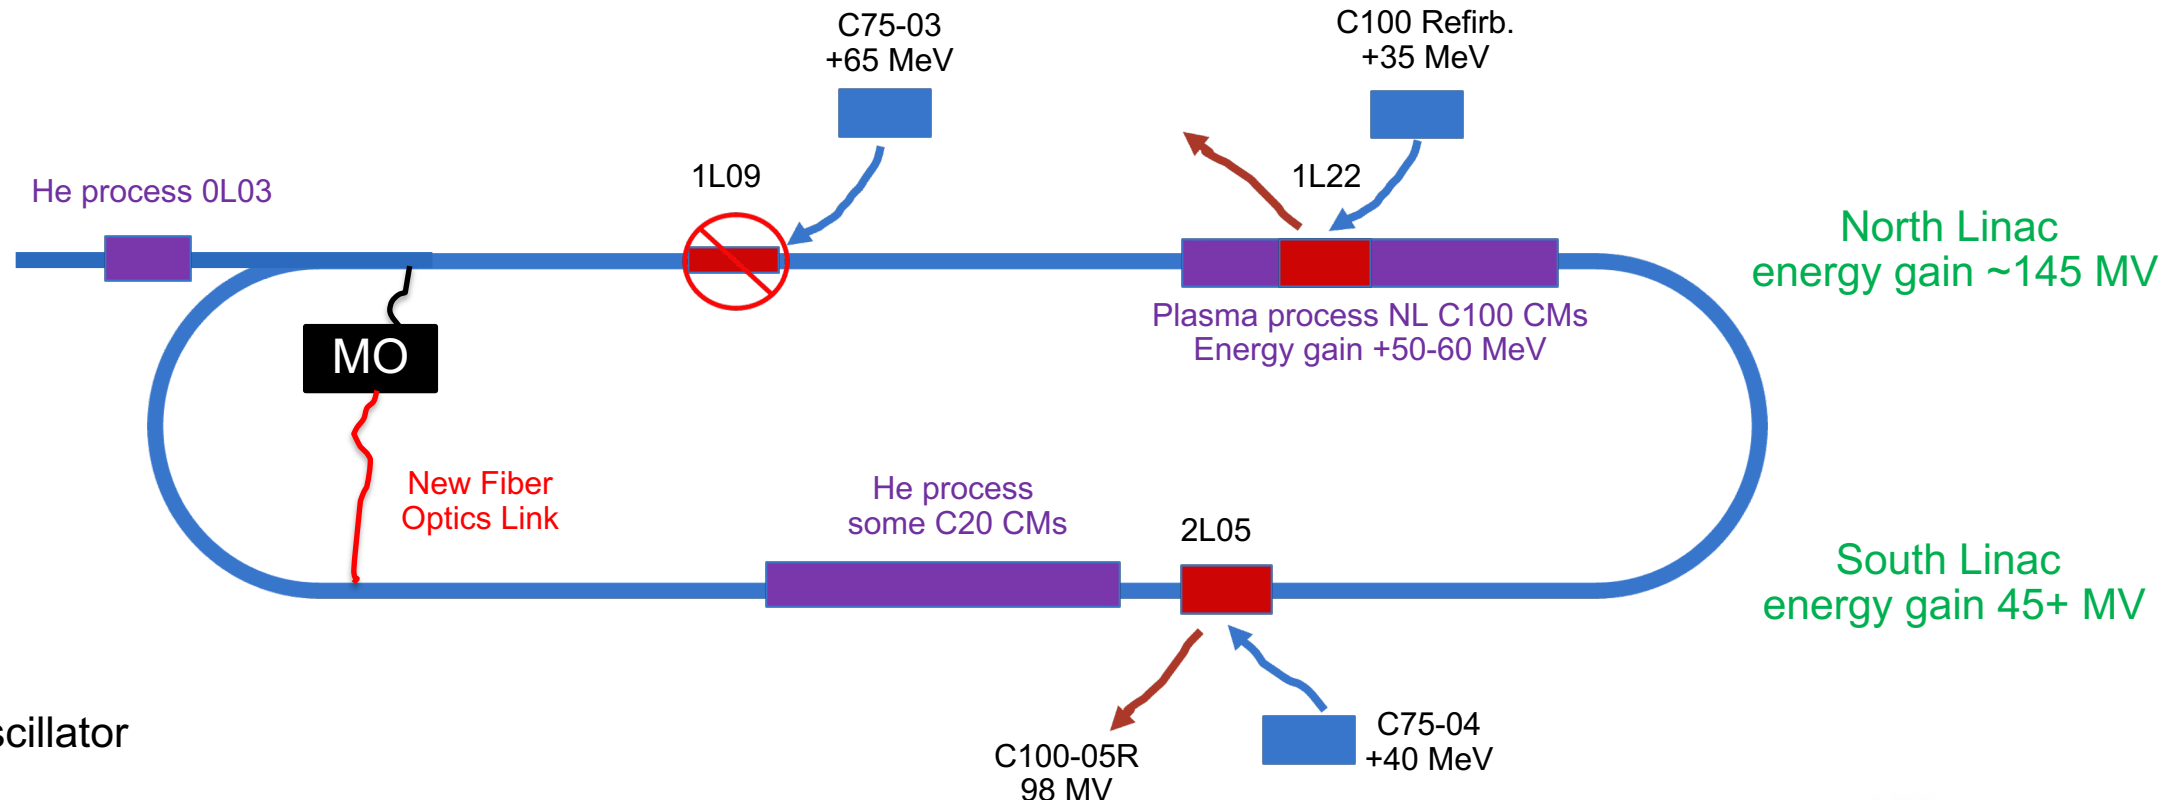 C75-03
+65 MeV
C100 Refirb.
+35 MeV
1L09
1L22
He process 0L03
North Linac
energy gain ~145 MV
Plasma process NL C100 CMs
Energy gain +50-60 MeV
MO
New Fiber
Optics Link
He process
some C20 CMs
2L05
South Linac
energy gain 45+ MV
scillator
C100-05R
98 MV
C75-04
+40 MeV